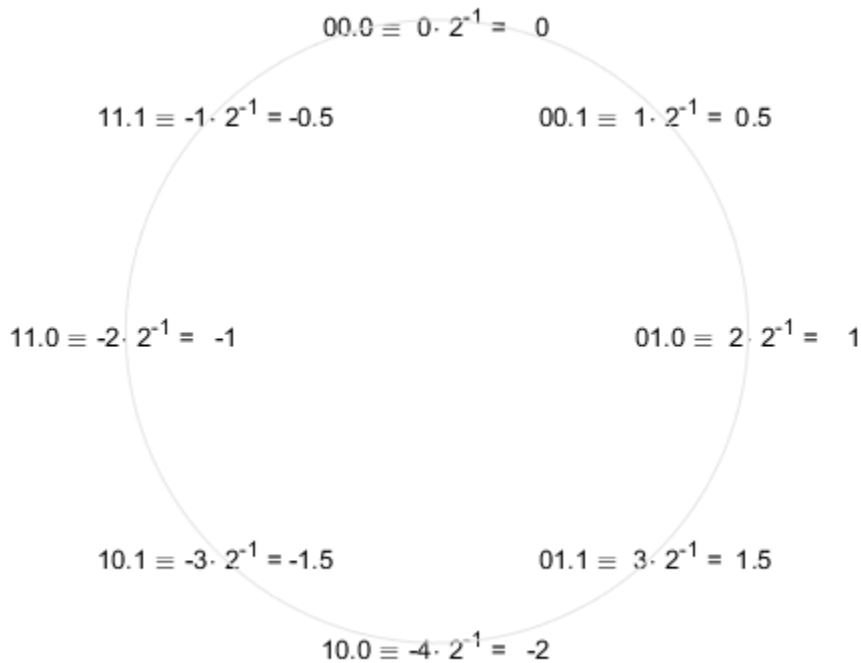 00.0 ≡ 0· 2⁻¹ = 0
11.1 ≡ -1· 2⁻¹ = -0.5
00.1 ≡ 1· 2⁻¹ = 0.5
11.0 ≡ -2· 2⁻¹ = -1
01.0 ≡ 2· 2⁻¹ = 1
10.1 ≡ -3· 2⁻¹ = -1.5
01.1 ≡ 3· 2⁻¹ = 1.5
10.0 ≡ -4· 2⁻¹ = -2